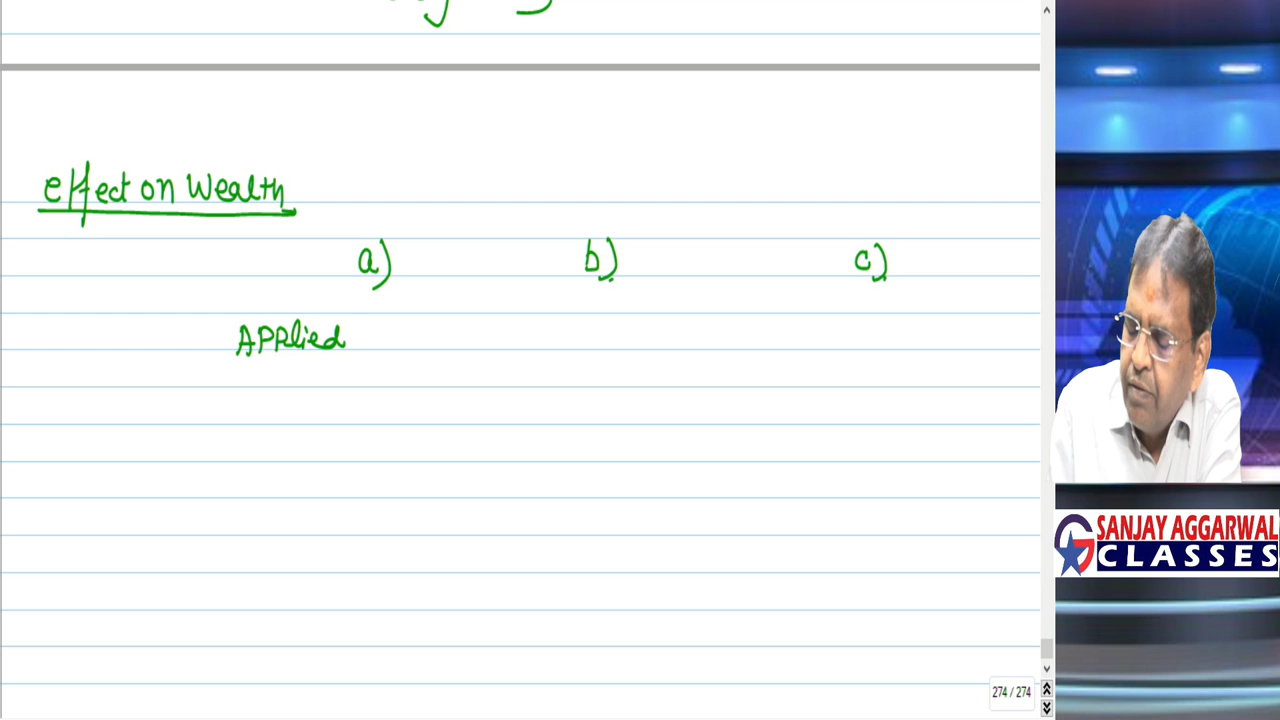 effect on Wealth
a) b) c)
APPlied
274 / 274
SANJAY AGGARWAL
CLASSES